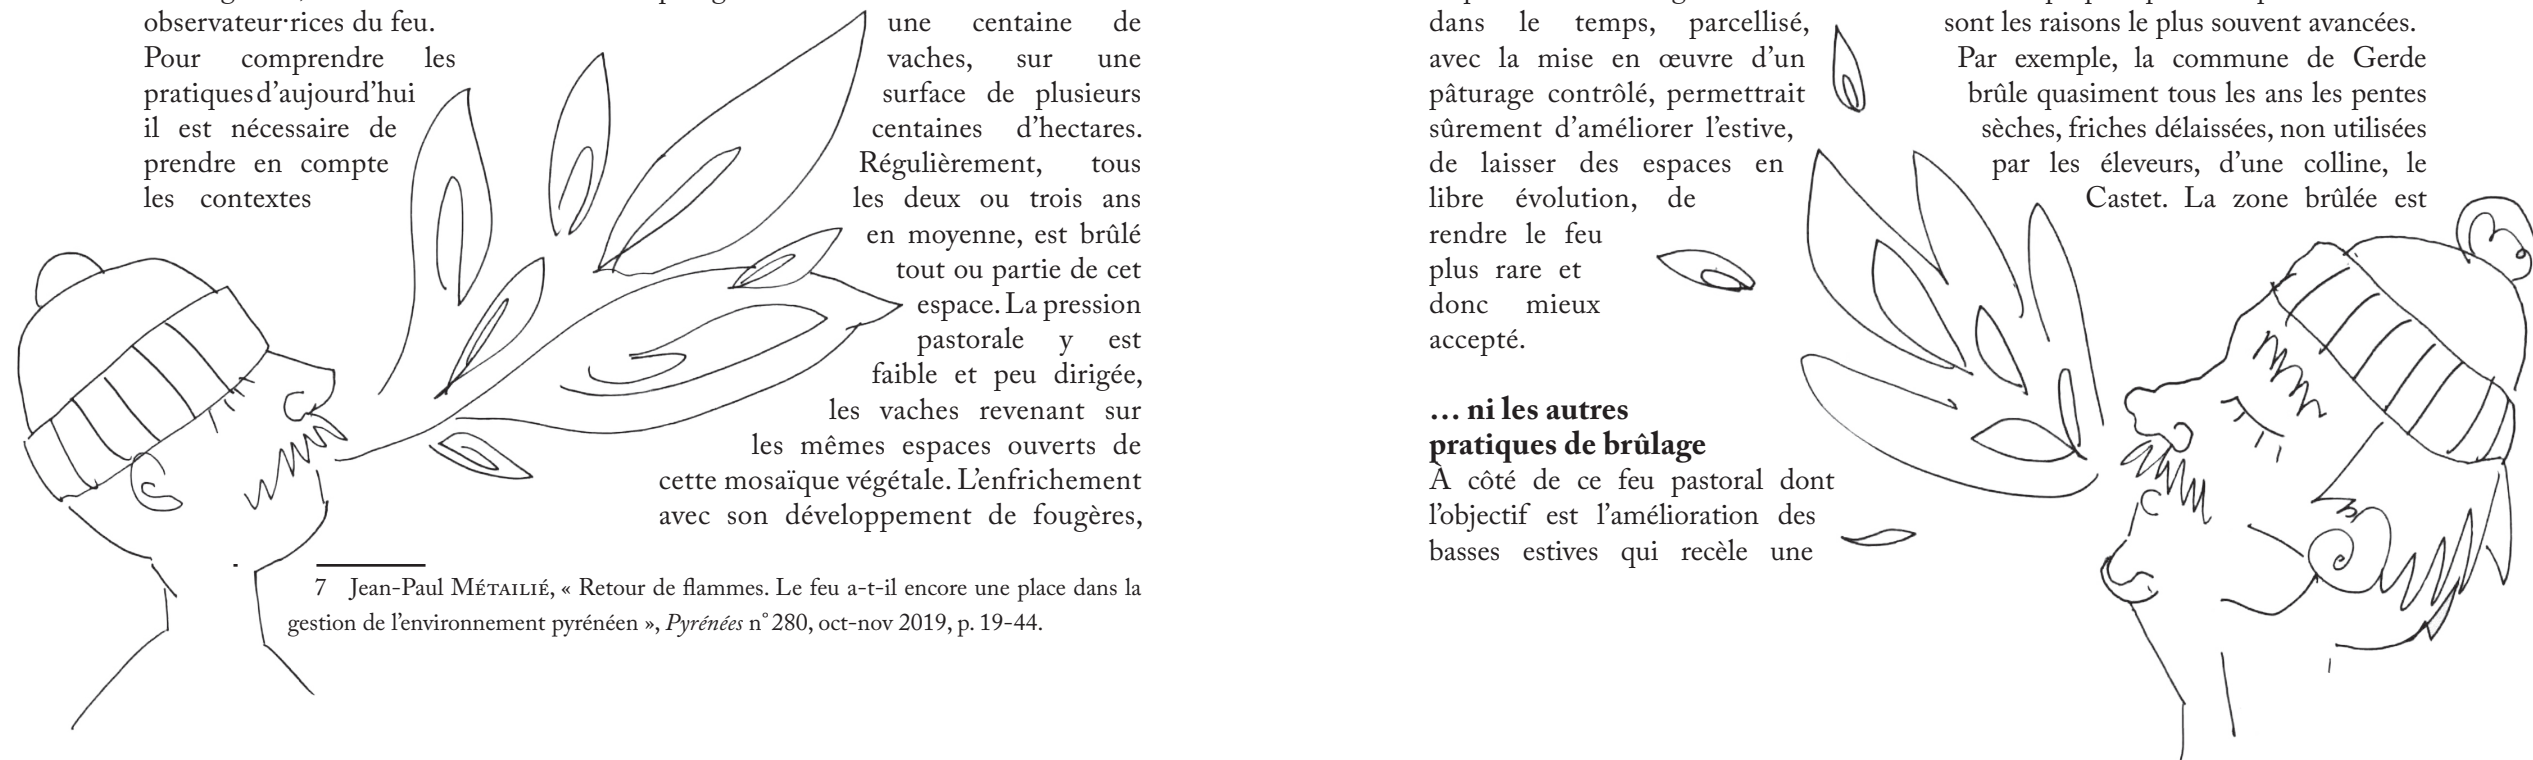 observateur·rices du feu.
Pour comprendre les
pratiques d’aujourd’hui
il est nécessaire de
prendre en compte
les contextes
une centaine de
vaches, sur une
surface de plusieurs
centaines d’hectares.
Régulièrement, tous
les deux ou trois ans
en moyenne, est brûlé
tout ou partie de cet
espace. La pression
pastorale y est
faible et peu dirigée,
les vaches revenant sur
les mêmes espaces ouverts de
cette mosaïque végétale. L’enfrichement
avec son développement de fougères,
7 Jean-Paul MÉTAILIÉ, « Retour de flammes. Le feu a-t-il encore une place dans la
gestion de l’environnement pyrénéen », Pyrénées n° 280, oct-nov 2019, p. 19-44.
dans le temps, parcellisé,
avec la mise en œuvre d’un
pâturage contrôlé, permettrait
sûrement d’améliorer l’estive,
de laisser des espaces en
libre évolution, de
rendre le feu
plus rare et
donc mieux
accepté.
… ni les autres
pratiques de brûlage
À côté de ce feu pastoral dont
l’objectif est l’amélioration des
basses estives qui recèle une
sont les raisons le plus souvent avancées.
Par exemple, la commune de Gerde
brûle quasiment tous les ans les pentes
sèches, friches délaissées, non utilisées
par les éleveurs, d’une colline, le
Castet. La zone brûlée est